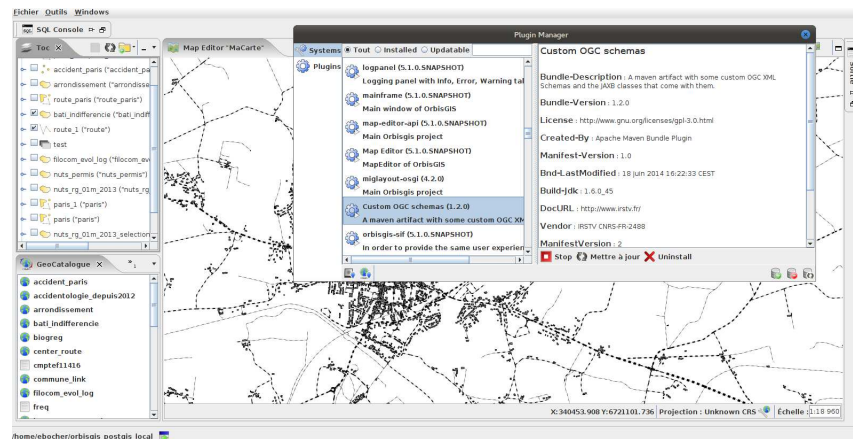 Fichier Outils Windows
SQL Console
Toc
accident_paris ("accident_pa
arrondissement ("arrondisse
route_paris ("route_paris")
bati_indifferencie ("bati_indiff
route_1 ("route")
test
filocom_evol_log ("filocom_ev
nuts_permis ("nuts_permis")
nuts_rg_01m_2013 ("nuts_rg
paris_1 ("paris")
paris ("paris")
nuts_rg_01m_2013_selection
GeoCatalogue
accident_paris
accidentologie_depuis2012
arrondissement
bati_indifferencie
biogreg
center_route
cmptef11416
commune_link
filocom_evol_log
freq
Map Editor "MaCarte"
Plugin Manager
Systems
Plugins
Tout Installed Updatable
logpanel (5.1.0.SNAPSHOT)
Logging panel with Info, Error, Warning tal
mainframe (5.1.0.SNAPSHOT)
Main window of OrbisGIS
map-editor-api (5.1.0.SNAPSHOT)
Main Orbisgis project
Map Editor (5.1.0.SNAPSHOT)
MapEditor of OrbisGIS
miglayout-osgi (4.2.0)
Main Orbisgis project
Custom OGC schemas (1.2.0)
A maven artifact with some custom OGC XM
orbisgis-sif (5.1.0.SNAPSHOT)
In order to provide the same user experien
Custom OGC schemas
Bundle-Description : A maven artifact with some custom OGC XML
Schemas and the JAXB classes that come with them.
Bundle-Version : 1.2.0
License : http://www.gnu.org/licenses/gpl-3.0.html
Created-By : Apache Maven Bundle Plugin
Manifest-Version : 1.0
Bnd-LastModified : 18 juin 2014 16:22:33 CEST
Build-Jdk : 1.6.0_45
DocURL : http://www.irstv.fr/
Vendor : IRSTV CNRS-FR-2488
ManifestVersion : 2
Stop Mettre à jour Uninstall
X:340453.908 Y:6721101.736 Projection : Unknown CRS Échelle : 1:18 960
/home/ebocher/orbisgis_postgis_local